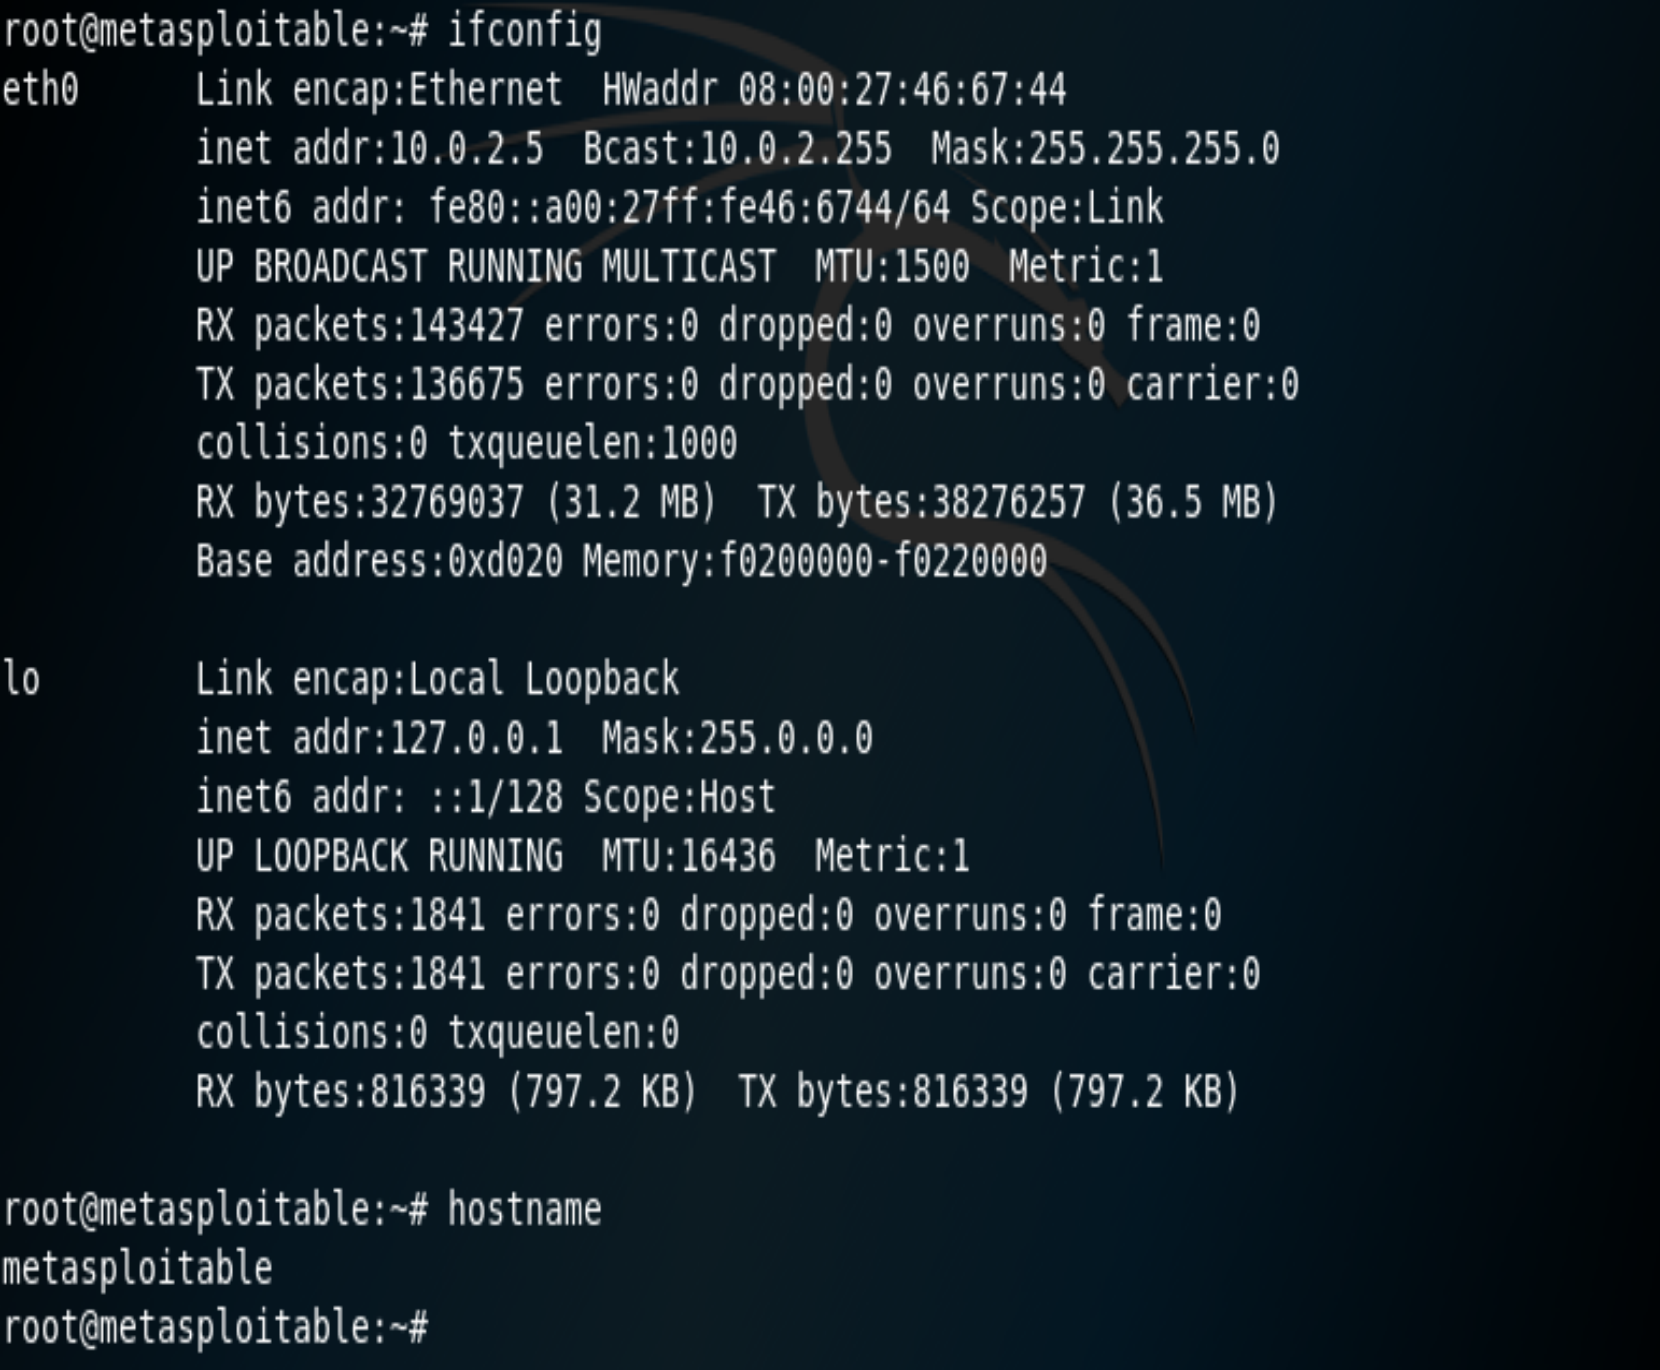 root@metasploitable:~# ifconfig
eth0      Link encap:Ethernet  HWaddr 08:00:27:46:67:44
          inet addr:10.0.2.5  Bcast:10.0.2.255  Mask:255.255.255.0
          inet6 addr: fe80::a00:27ff:fe46:6744/64 Scope:Link
          UP BROADCAST RUNNING MULTICAST  MTU:1500  Metric:1
          RX packets:143427 errors:0 dropped:0 overruns:0 frame:0
          TX packets:136675 errors:0 dropped:0 overruns:0 carrier:0
          collisions:0 txqueuelen:1000
          RX bytes:32769037 (31.2 MB)  TX bytes:38276257 (36.5 MB)
          Base address:0xd020 Memory:f0200000-f0220000

lo        Link encap:Local Loopback
          inet addr:127.0.0.1  Mask:255.0.0.0
          inet6 addr: ::1/128 Scope:Host
          UP LOOPBACK RUNNING  MTU:16436  Metric:1
          RX packets:1841 errors:0 dropped:0 overruns:0 frame:0
          TX packets:1841 errors:0 dropped:0 overruns:0 carrier:0
          collisions:0 txqueuelen:0
          RX bytes:816339 (797.2 KB)  TX bytes:816339 (797.2 KB)

root@metasploitable:~# hostname
metasploitable
root@metasploitable:~#